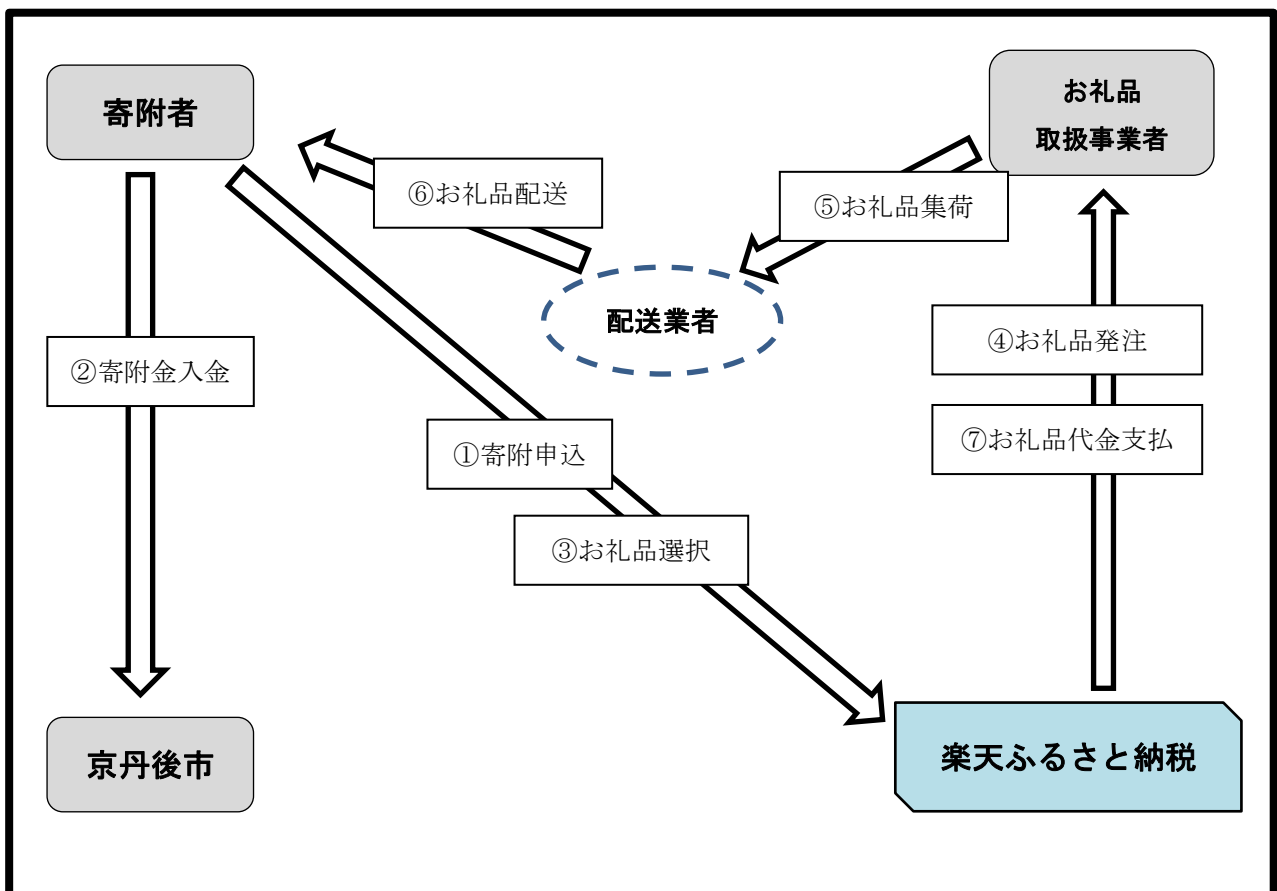 寄附者
お礼品
取扱事業者
⑥お礼品配送
⑤お礼品集荷
配送業者
②寄附金入金
④お礼品発注
①寄附申込
⑦お礼品代金支払
③お礼品選択
京丹後市
楽天ふるさと納税